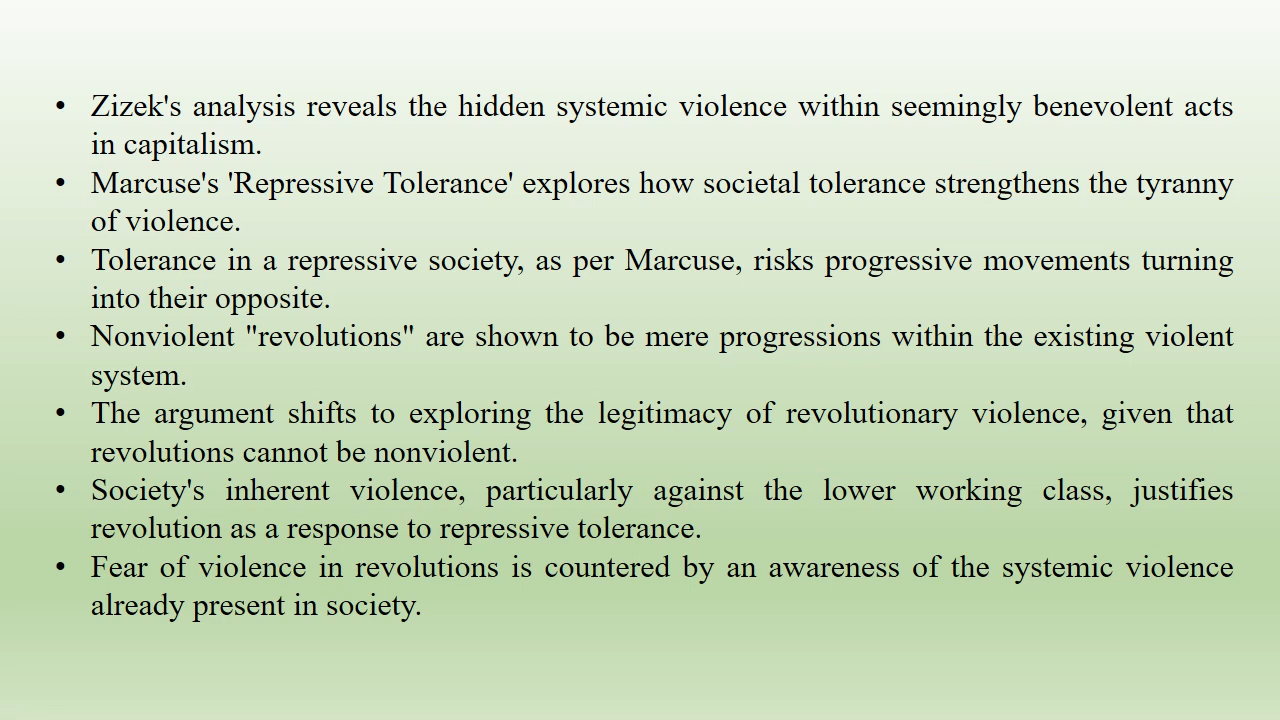 • Zizek's analysis reveals the hidden systemic violence within seemingly benevolent acts
in capitalism.
• Marcuse's 'Repressive Tolerance' explores how societal tolerance strengthens the tyranny
of violence.
• Tolerance in a repressive society, as per Marcuse, risks progressive movements turning
into their opposite.
• Nonviolent "revolutions" are shown to be mere progressions within the existing violent
system.
• The argument shifts to exploring the legitimacy of revolutionary violence, given that
revolutions cannot be nonviolent.
• Society's inherent violence, particularly against the lower working class, justifies
revolution as a response to repressive tolerance.
• Fear of violence in revolutions is countered by an awareness of the systemic violence
already present in society.